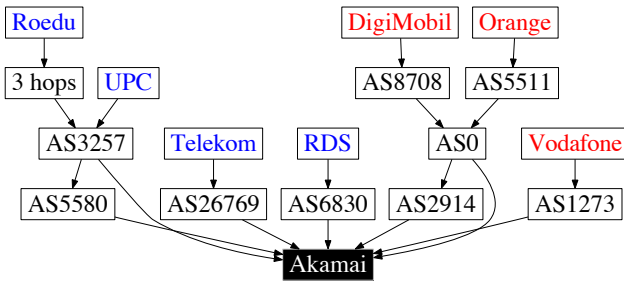 Roedu
DigiMobil
Orange
3 hops
UPC
AS8708
AS5511
AS3257
Telekom
RDS
AS0
Vodafone
AS5580
AS26769
AS6830
AS2914
AS1273
Akamai